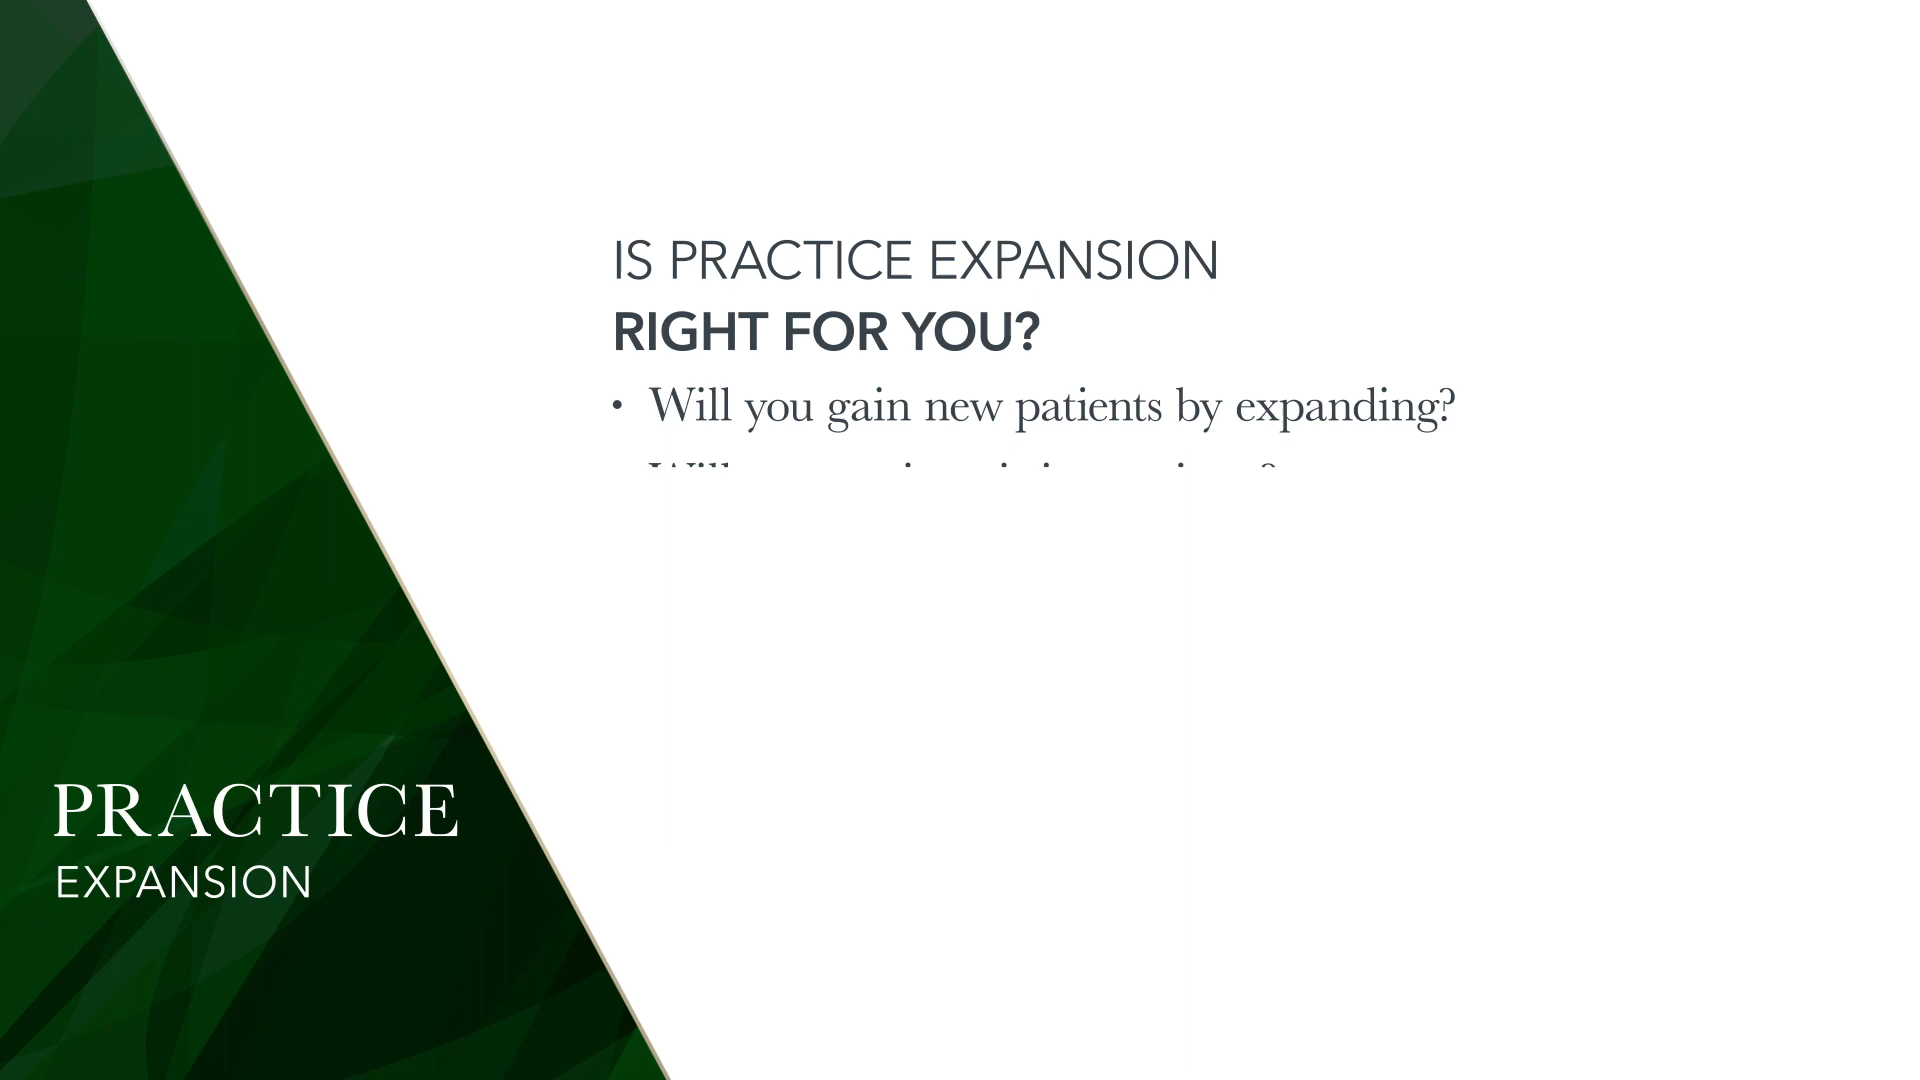 IS PRACTICE EXPANSION
RIGHT FOR YOU?
• Will you gain new patients by expanding?
PRACTICE
EXPANSION